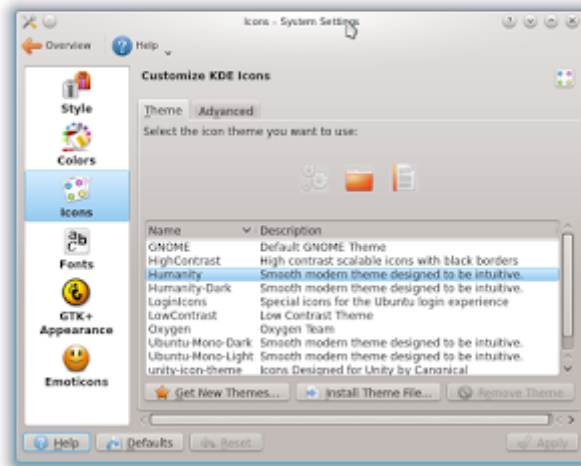 Icons - System Settings
Overview Help
Customize KDE Icons
Style
Colors
Icons
Fonts
GTK+
Appearance
Emoticons
Theme Advanced
Select the icon theme you want to use:
Name Description
GNOME Default GNOME Theme
HighContrast High contrast scalable icons with black borders
Humanity Smooth modern theme designed to be intuitive.
Humanity-Dark Smooth modern theme designed to be intuitive.
LoginIcons Special icons for the Ubuntu login experience
LowContrast Low Contrast Theme
Oxygen Oxygen Team
Ubuntu-Mono-Dark Smooth modern theme designed to be intuitive.
Ubuntu-Mono-Light Smooth modern theme designed to be intuitive.
unity-icon-theme Icons Designed for Unity by Canonical
Get New Themes... Install Theme File... Remove Theme
Help Defaults Reset Apply